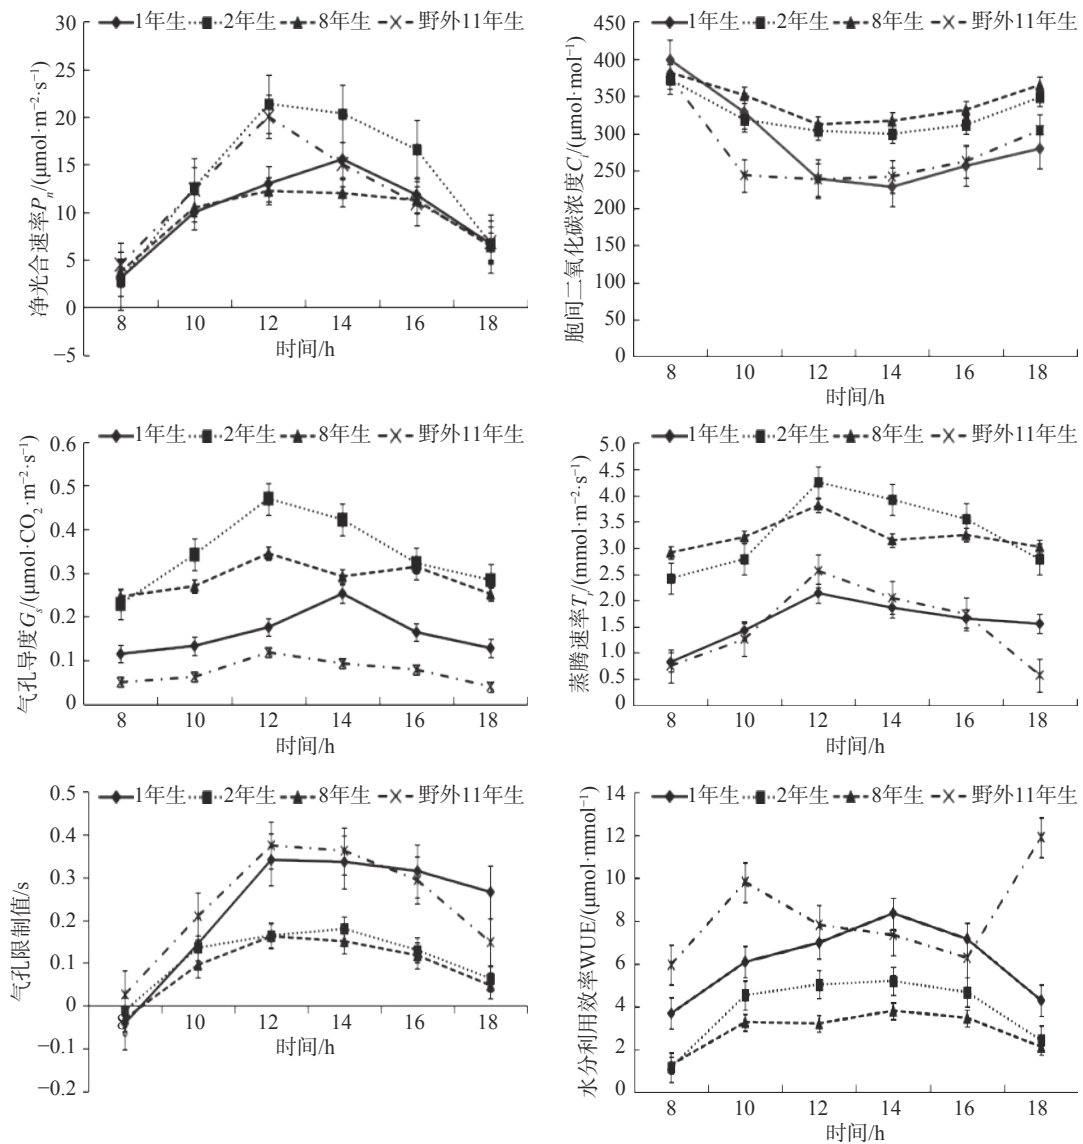 1年生 2年生 8年生 野外11年生
净光合速率Pn/(μmol·m⁻²·s⁻¹)
30
25
20
15
10
5
0
−5
8 10 12 14 16 18
时间/h
1年生 2年生 8年生 野外11年生
胞间二氧化碳浓度Ci/(μmol·mol⁻¹)
450
400
350
300
250
200
150
100
50
0
8 10 12 14 16 18
时间/h
1年生 2年生 8年生 野外11年生
气孔导度Gs/(μmol·CO₂·m⁻²·s⁻¹)
0.6
0.5
0.4
0.3
0.2
0.1
0
8 10 12 14 16 18
时间/h
1年生 2年生 8年生 野外11年生
蒸腾速率Tr/(mmol·m⁻²·s⁻¹)
5.0
4.5
4.0
3.5
3.0
2.5
2.0
1.5
1.0
0.5
0
8 10 12 14 16 18
时间/h
1年生 2年生 8年生 野外11年生
气孔限制值/s
0.5
0.4
0.3
0.2
0.1
0
−0.1
−0.2
8 10 12 14 16 18
时间/h
1年生 2年生 8年生 野外11年生
水分利用效率WUE/(μmol·mmol⁻¹)
14
12
10
8
6
4
2
0
8 10 12 14 16 18
时间/h